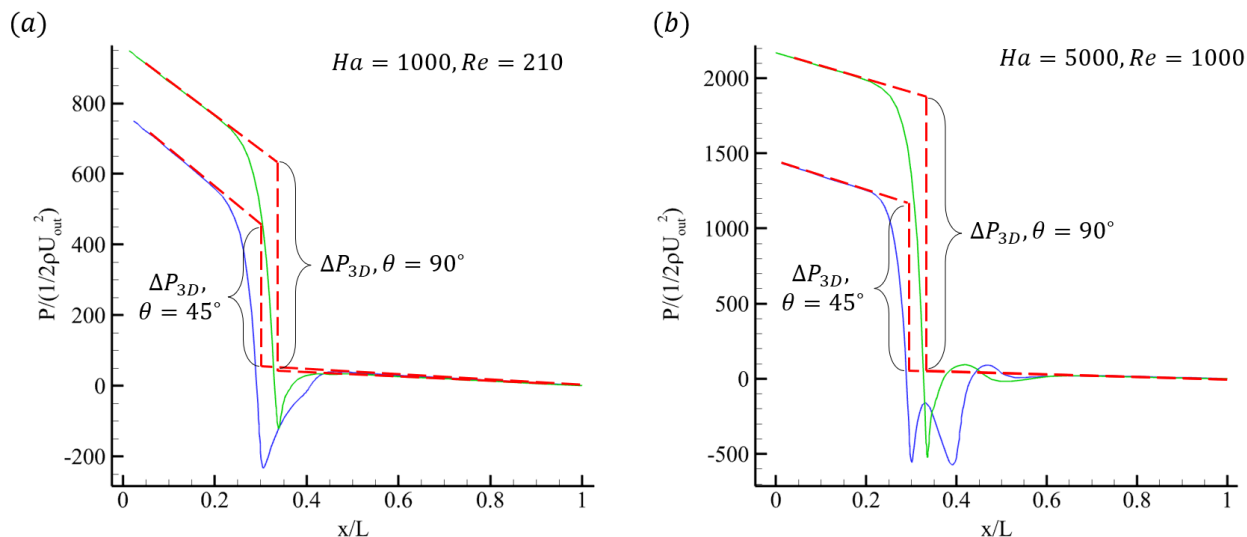 (a)
Ha = 1000, Re = 210
P/(1/2ρU_out^2)
800
600
400
200
0
-200
ΔP_3D, θ = 90°
ΔP_3D,
θ = 45°
0
0.2
0.4
0.6
0.8
1
x/L
(b)
Ha = 5000, Re = 1000
P/(1/2ρU_out^2)
2000
1500
1000
500
0
-500
ΔP_3D, θ = 90°
ΔP_3D,
θ = 45°
0
0.2
0.4
0.6
0.8
1
x/L